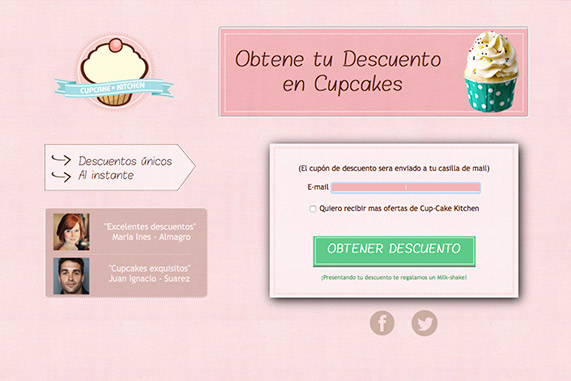 CUPCAKE • KITCHEN
Obtene tu Descuento
en Cupcakes
Descuentos únicos
Al instante
"Excelentes descuentos"
Maria Ines - Almagro
"Cupcakes exquisitos"
Juan Ignacio - Suarez
(El cupón de descuento sera enviado a tu casilla de mail)
E-mail
Quiero recibir mas ofertas de Cup-Cake Kitchen
OBTENER DESCUENTO
¡Presentando tu descuento te regalamos un Milk-shake!